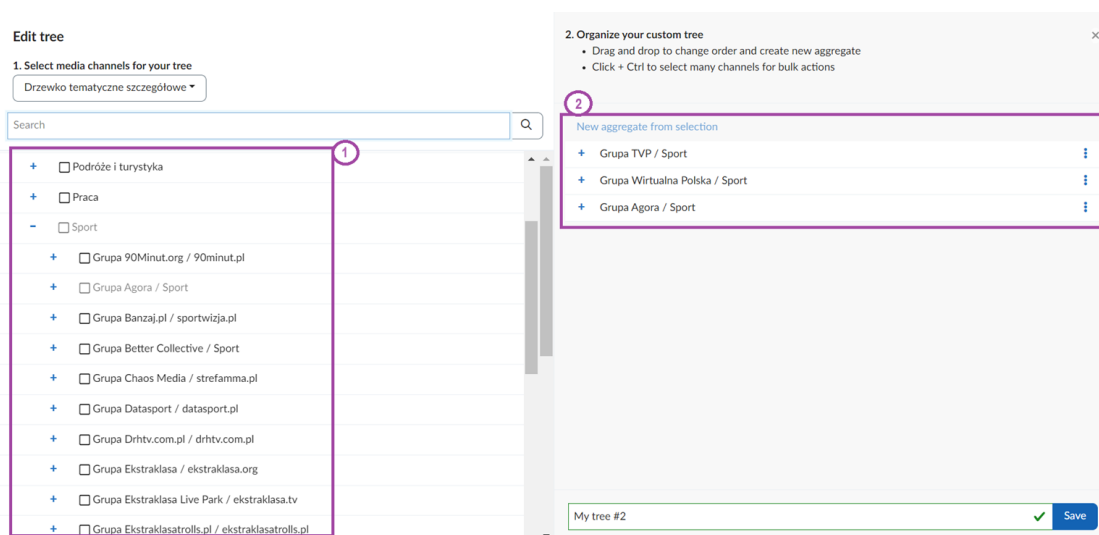 Edit tree
1. Select media channels for your tree
Drzewko tematyczne szczegółowe
Search
1
Podróże i turystyka
Praca
Sport
Grupa 90Minut.org / 90minut.pl
Grupa Agora / Sport
Grupa Banzaj.pl / sportwizja.pl
Grupa Better Collective / Sport
Grupa Chaos Media / strefamma.pl
Grupa Datasport / datasport.pl
Grupa Drhtv.com.pl / drhtv.com.pl
Grupa Ekstraklasa / ekstraklasa.org
Grupa Ekstraklasa Live Park / ekstraklasa.tv
Grupa Ekstraklasatrolls.pl / ekstraklasatrolls.pl
2. Organize your custom tree
• Drag and drop to change order and create new aggregate
• Click + Ctrl to select many channels for bulk actions
2
New aggregate from selection
Grupa TVP / Sport
Grupa Wirtualna Polska / Sport
Grupa Agora / Sport
My tree #2
Save